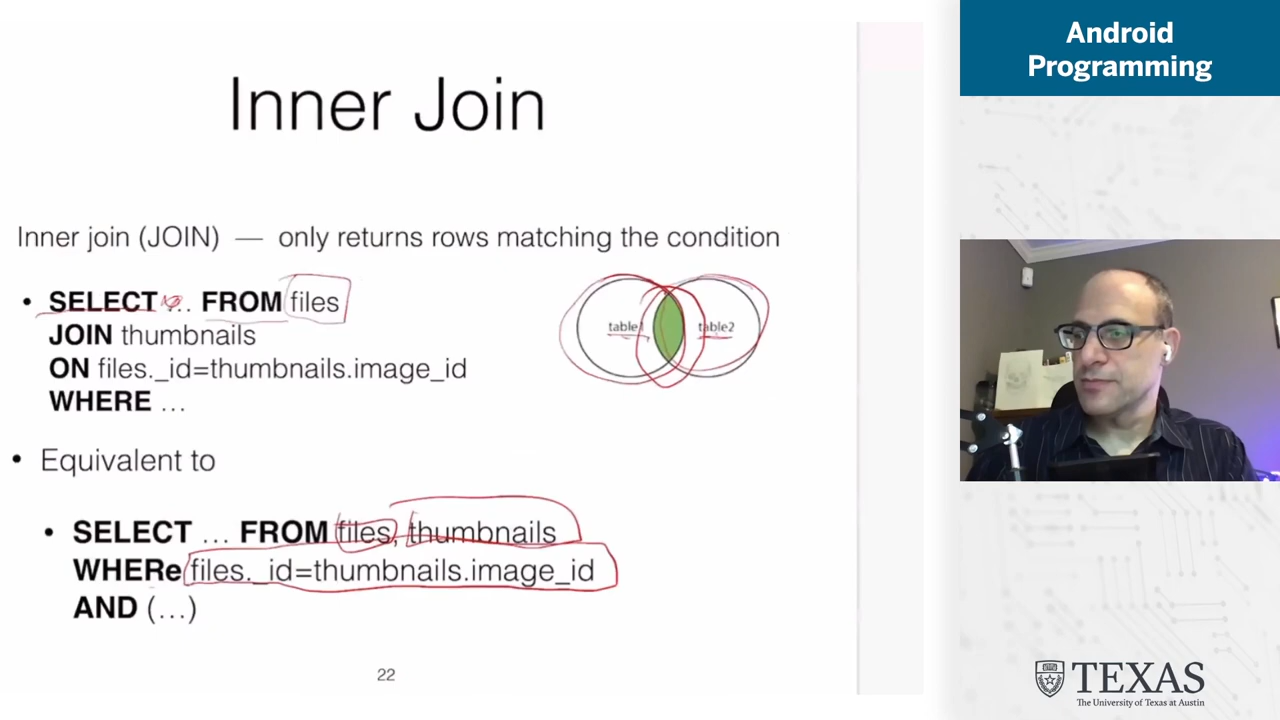 Inner Join
Inner join (JOIN) — only returns rows matching the condition
• SELECT … FROM files
JOIN thumbnails
ON files._id=thumbnails.image_id
WHERE …
table1
table2
• Equivalent to
• SELECT … FROM files, thumbnails
WHERe files._id=thumbnails.image_id
AND (…)
22
Android
Programming
TEXAS
The University of Texas at Austin